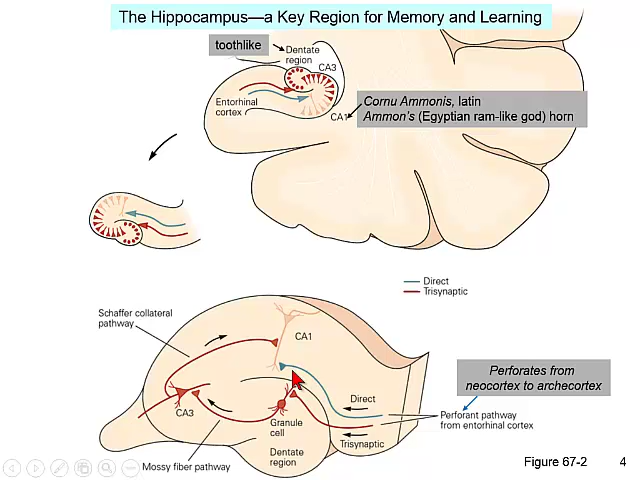 The Hippocampus—a Key Region for Memory and Learning
toothlike
Dentate
region
CA3
Entorhinal
cortex
CA1
Cornu Ammonis, latin
Ammon's (Egyptian ram-like god) horn
Direct
Trisynaptic
Schaffer collateral
pathway
CA1
Perforates from
neocortex to archecortex
CA3
Direct
Granule
cell
Perforant pathway
from entorhinal cortex
Trisynaptic
Dentate
region
Mossy fiber pathway
Figure 67-2
4